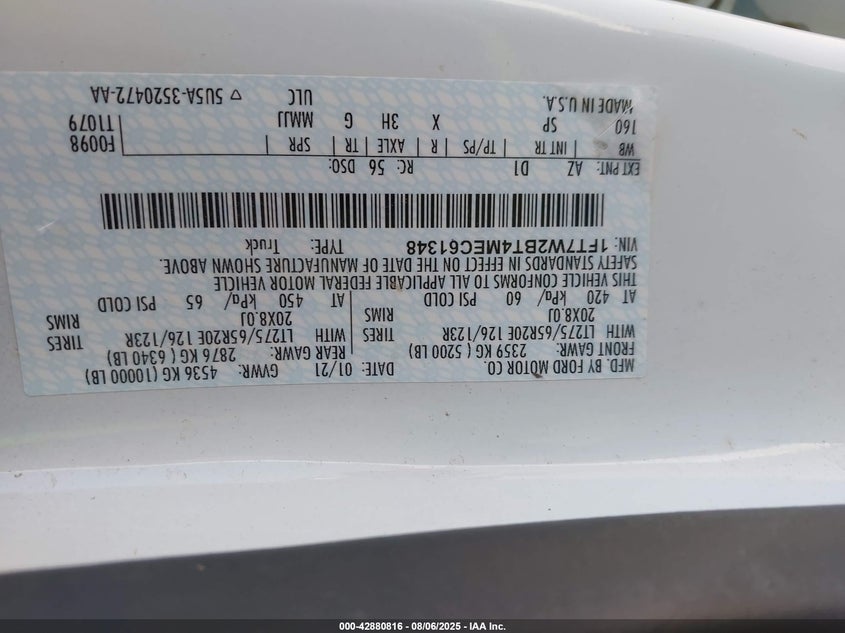 MFD. BY FORD MOTOR CO.
DATE: 01/21 GVWR: 4536 KG (10000 LB)
FRONT GAWR: 2359 KG ( 5200 LB) REAR GAWR: 2876 KG ( 6340 LB)
WITH LT275/65R20E 126/123R TIRES WITH LT275/65R20E 126/123R TIRES
20X8.0J RIMS 20X8.0J RIMS
AT 420 kPa/ 60 PSI COLD AT 450 kPa/ 65 PSI COLD
THIS VEHICLE CONFORMS TO ALL APPLICABLE FEDERAL MOTOR VEHICLE
SAFETY STANDARDS IN EFFECT ON THE DATE OF MANUFACTURE SHOWN ABOVE.
VIN: 1FT7W2BT4MEC61348 TYPE: Truck
EXT PNT: AZ D1 RC: 56 DSO:
WB INT TR TP/PS R AXLE TR SPR F0098
160 SP X 3H G MMJJ T1079
MADE IN U.S.A. ULC ▽ 5U5A-3520472-AA
000-42880816 - 08/06/2025 - IAA Inc.